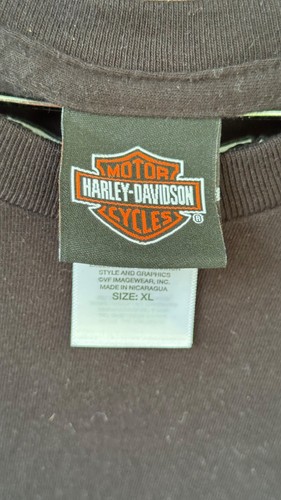 MOTOR
HARLEY-DAVIDSON
CYCLES
®
STYLE AND GRAPHICS
©VF IMAGEWEAR, INC.
MADE IN NICARAGUA
SIZE: XL